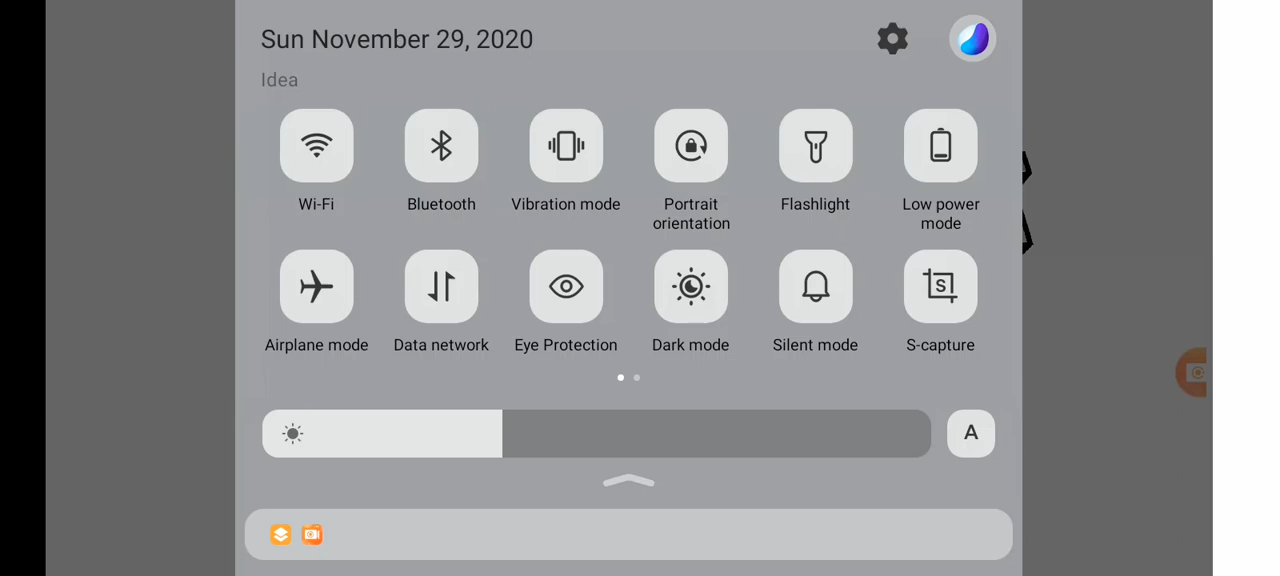 Sun November 29, 2020
Idea
Wi-Fi
Bluetooth
Vibration mode
Portrait
orientation
Flashlight
Low power
mode
Airplane mode
Data network
Eye Protection
Dark mode
Silent mode
S-capture
S
A